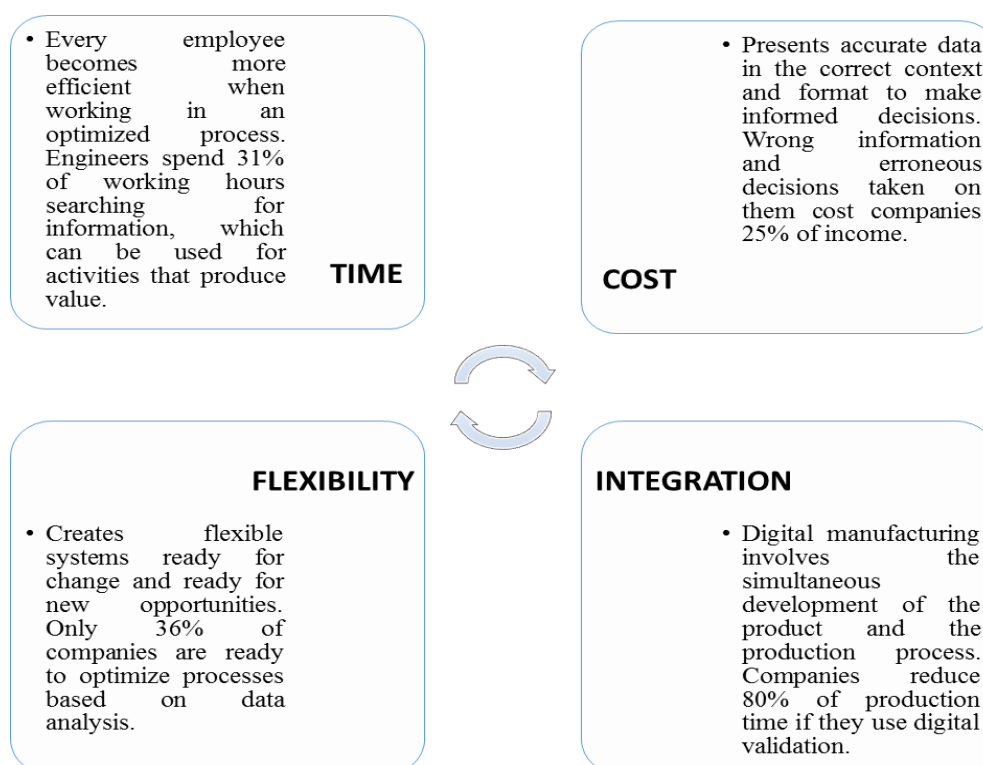 • Every employee
becomes more
efficient when
working in an
optimized process.
Engineers spend 31%
of working hours
searching for
information, which
can be used for
activities that produce
value.
TIME
• Presents accurate data
in the correct context
and format to make
informed decisions.
Wrong information
and erroneous
decisions taken on
them cost companies
25% of income.
COST
FLEXIBILITY
• Creates flexible
systems ready for
change and ready for
new opportunities.
Only 36% of
companies are ready
to optimize processes
based on data
analysis.
INTEGRATION
• Digital manufacturing
involves the
simultaneous
development of the
product and the
production process.
Companies reduce
80% of production
time if they use digital
validation.